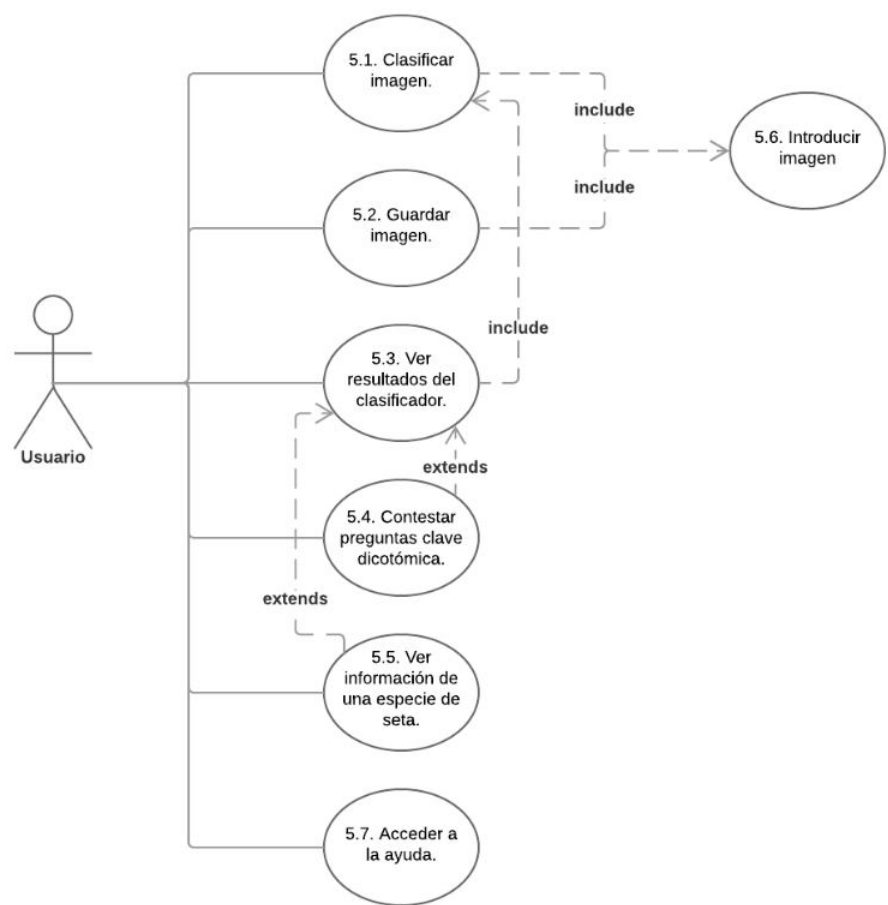 5.1. Clasificar
imagen.
include
5.6. Introducir
imagen
include
5.2. Guardar
imagen.
include
5.3. Ver
resultados del
clasificador.
Usuario
extends
5.4. Contestar
preguntas clave
dicotómica.
extends
5.5. Ver
información de
una especie de
seta.
5.7. Acceder a
la ayuda.